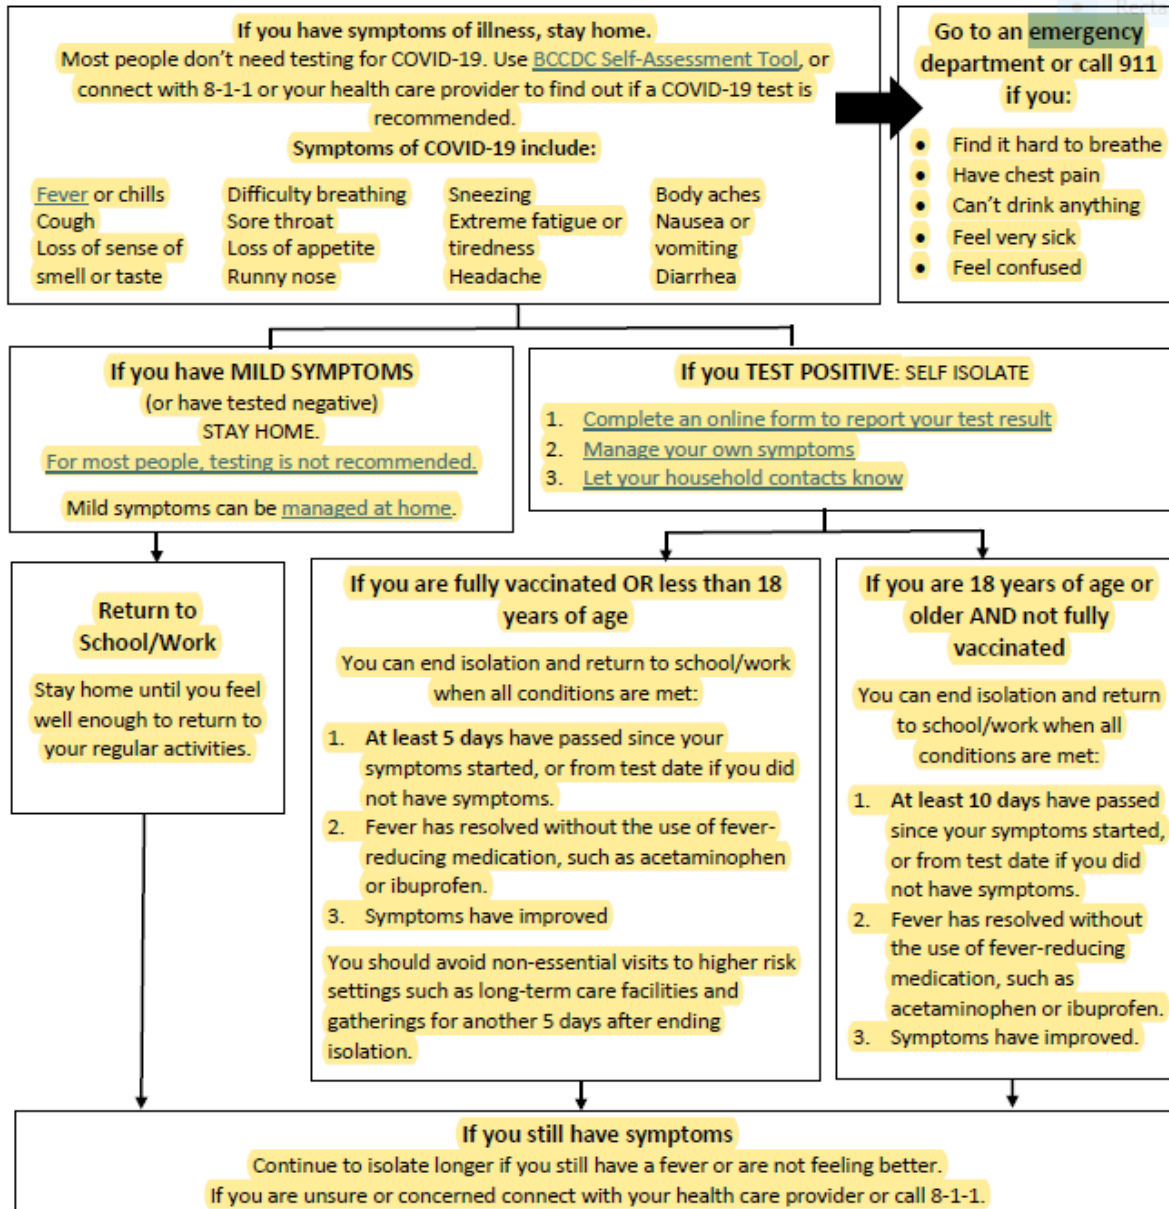 If you have symptoms of illness, stay home.
Most people don't need testing for COVID-19. Use BCCDC Self-Assessment Tool, or
connect with 8-1-1 or your health care provider to find out if a COVID-19 test is
recommended.
Symptoms of COVID-19 include:
Fever or chills
Cough
Loss of sense of
smell or taste
Difficulty breathing
Sore throat
Loss of appetite
Runny nose
Sneezing
Extreme fatigue or
tiredness
Headache
Body aches
Nausea or
vomiting
Diarrhea
Go to an emergency
department or call 911
if you:
• Find it hard to breathe
• Have chest pain
• Can't drink anything
• Feel very sick
• Feel confused
If you have MILD SYMPTOMS
(or have tested negative)
STAY HOME.
For most people, testing is not recommended.
Mild symptoms can be managed at home.
If you TEST POSITIVE: SELF ISOLATE
1. Complete an online form to report your test result
2. Manage your own symptoms
3. Let your household contacts know
Return to
School/Work
Stay home until you feel
well enough to return to
your regular activities.
If you are fully vaccinated OR less than 18
years of age
You can end isolation and return to school/work
when all conditions are met:
1. At least 5 days have passed since your
symptoms started, or from test date if you did
not have symptoms.
2. Fever has resolved without the use of fever-
reducing medication, such as acetaminophen
or ibuprofen.
3. Symptoms have improved
You should avoid non-essential visits to higher risk
settings such as long-term care facilities and
gatherings for another 5 days after ending
isolation.
If you are 18 years of age or
older AND not fully
vaccinated
You can end isolation and return
to school/work when all
conditions are met:
1. At least 10 days have passed
since your symptoms started,
or from test date if you did
not have symptoms.
2. Fever has resolved without
the use of fever-reducing
medication, such as
acetaminophen or ibuprofen.
3. Symptoms have improved.
If you still have symptoms
Continue to isolate longer if you still have a fever or are not feeling better.
If you are unsure or concerned connect with your health care provider or call 8-1-1.